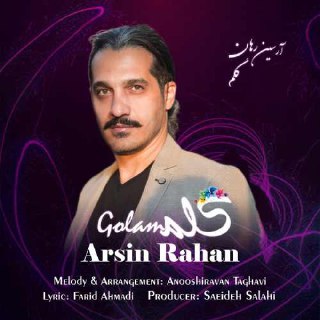 آرسین رهان
گلم
Golam گلم
Arsin Rahan
Melody & Arrangement: Anooshiravan Taghavi
Lyric: Farid Ahmadi Producer: Saeideh Salahi